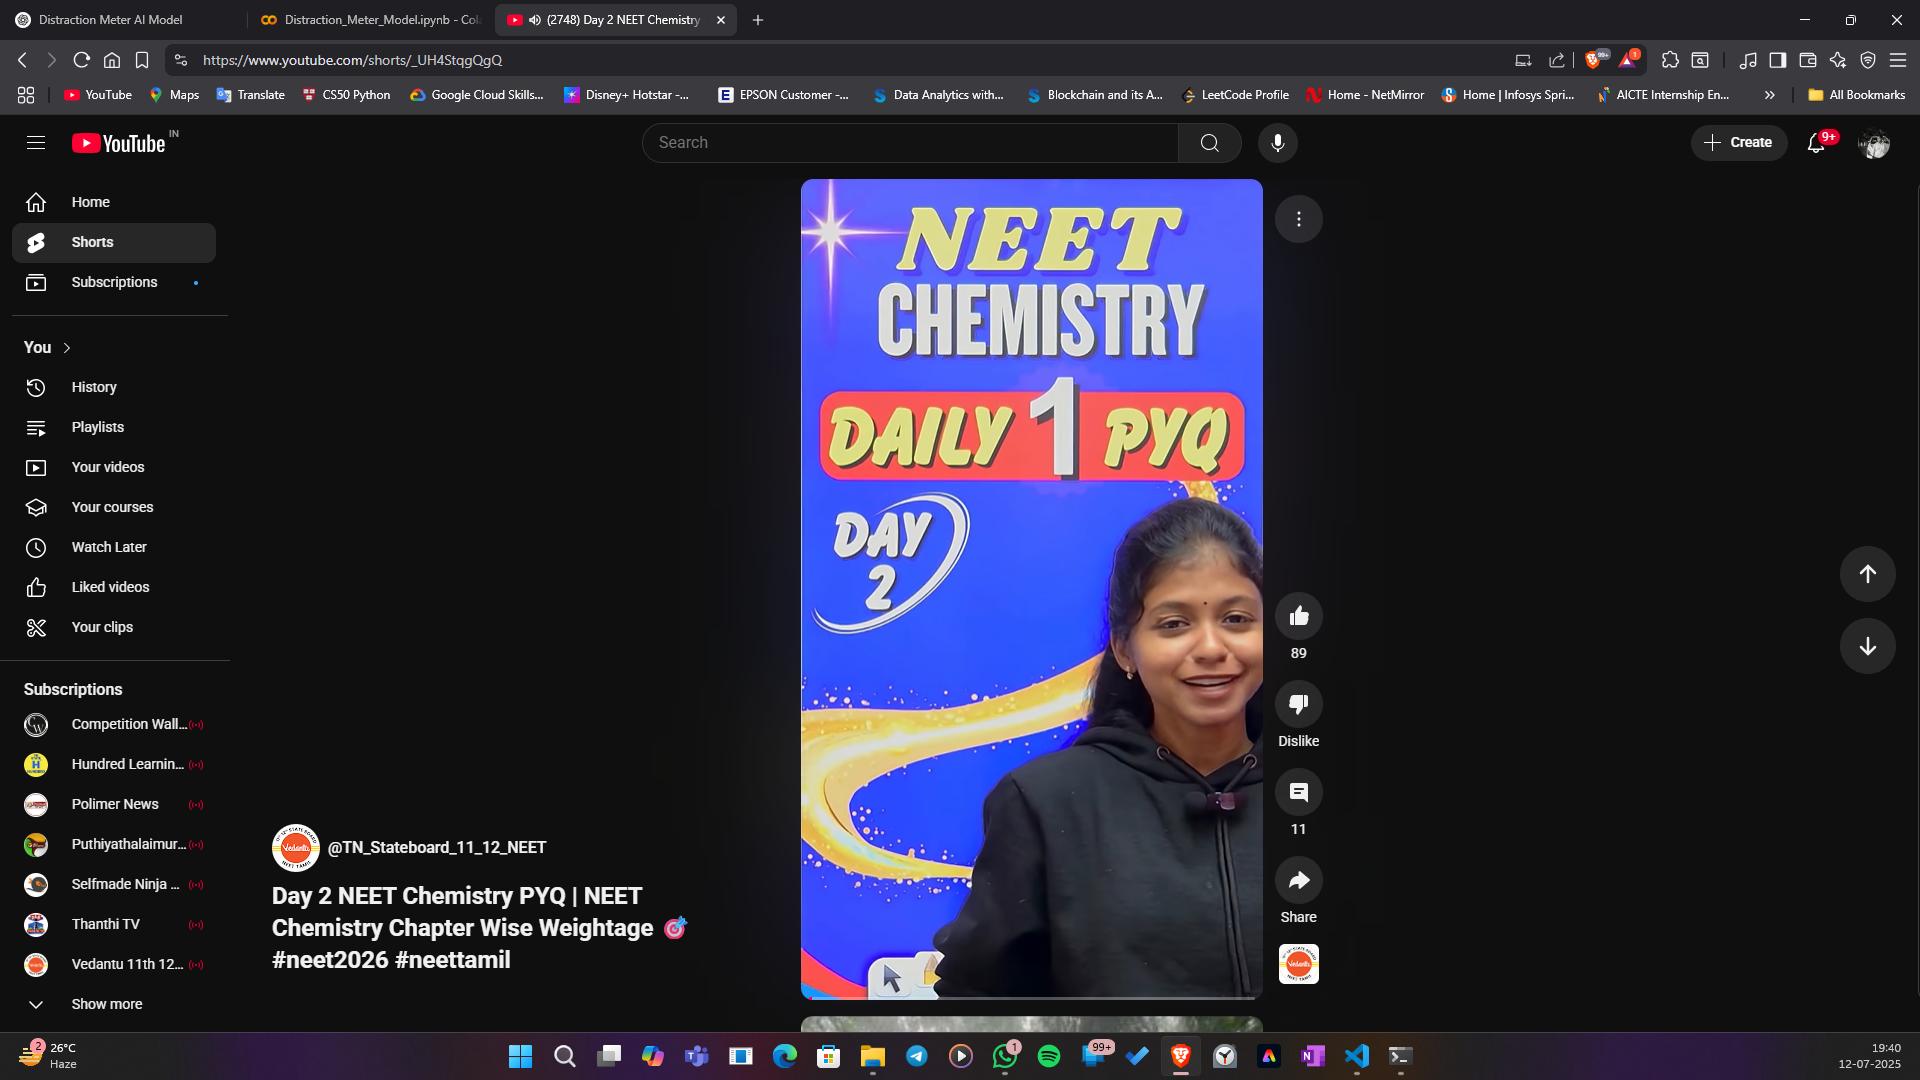 Distraction Meter AI Model
Distraction_Meter_Model.ipynb - Col
(2748) Day 2 NEET Chemistry
https://www.youtube.com/shorts/_UH4StqgQgQ
99+
1
YouTube
Maps
Translate
CS50 Python
Google Cloud Skills...
Disney+ Hotstar -...
EPSON Customer -...
Data Analytics with...
Blockchain and its A...
LeetCode Profile
Home - NetMirror
Home | Infosys Spri...
AICTE Internship En...
All Bookmarks
YouTube IN
Search
Create
9+
Home
Shorts
Subscriptions
You
History
Playlists
Your videos
Your courses
Watch Later
Liked videos
Your clips
Subscriptions
Competition Wall...
Hundred Learnin...
Polimer News
Puthiyathalaimur...
Selfmade Ninja ...
Thanthi TV
Vedantu 11th 12...
Show more
NEET
CHEMISTRY
DAILY 1 PYQ
DAY
2
89
Dislike
11
Share
@TN_Stateboard_11_12_NEET
Day 2 NEET Chemistry PYQ | NEET
Chemistry Chapter Wise Weightage 🎯
#neet2026 #neettamil
2
26°C
Haze
1
99+
19:40
12-07-2025